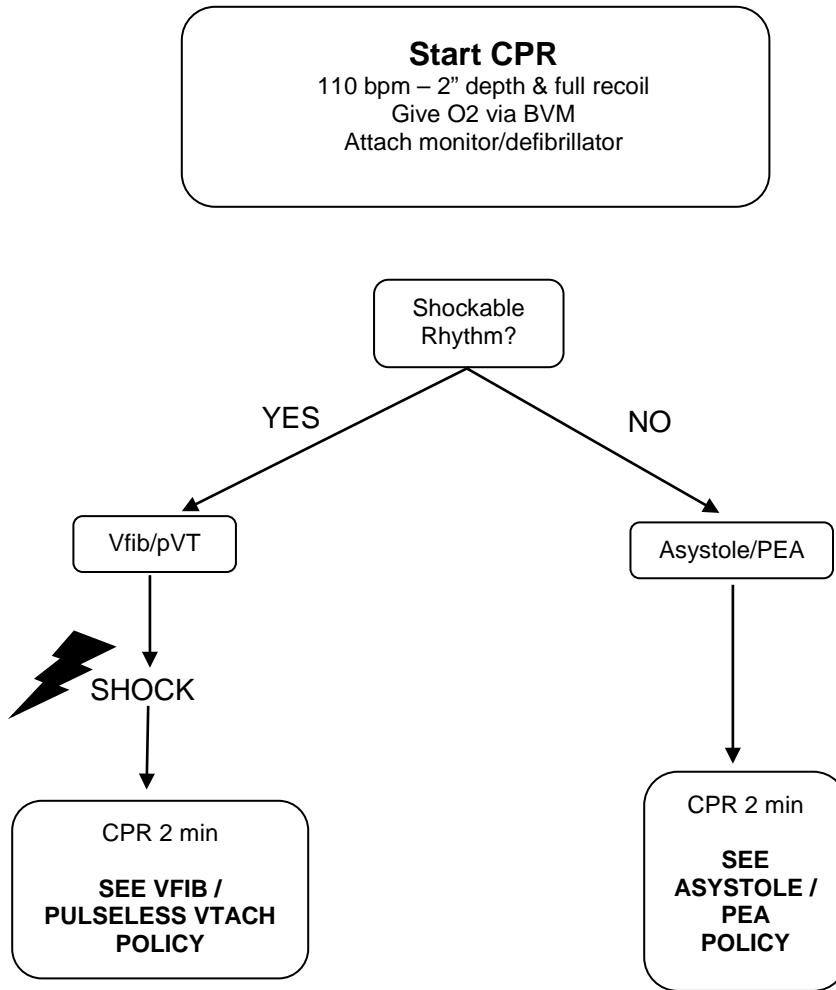 Start CPR
110 bpm – 2" depth & full recoil
Give O2 via BVM
Attach monitor/defibrillator
Shockable
Rhythm?
YES
NO
Vfib/pVT
Asystole/PEA
SHOCK
CPR 2 min
SEE VFIB /
PULSELESS VTACH
POLICY
CPR 2 min
SEE
ASYSTOLE /
PEA
POLICY